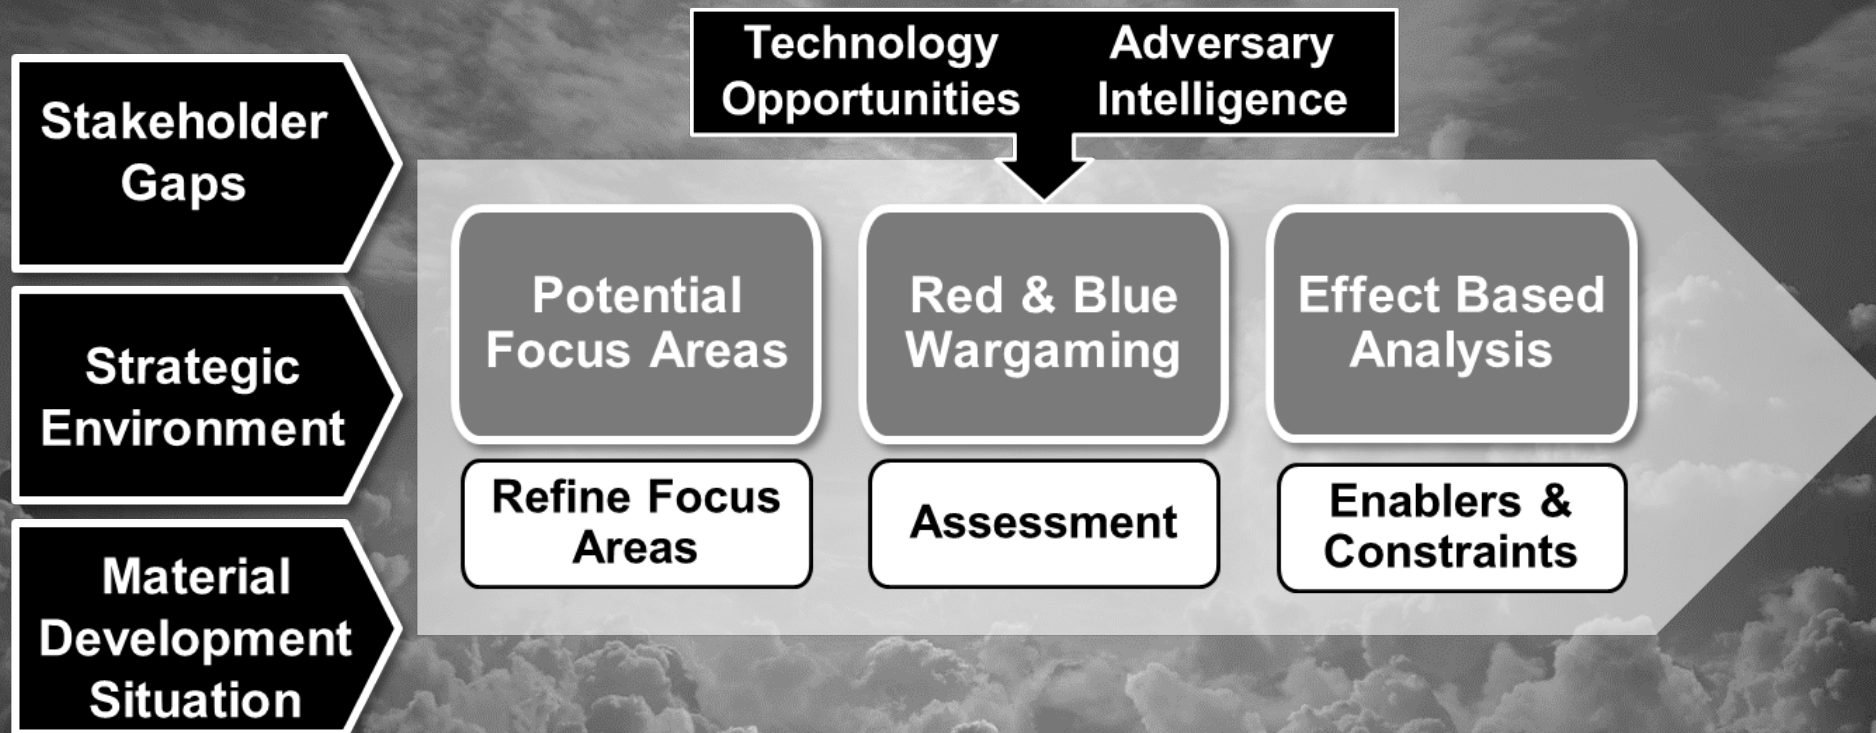 Stakeholder
Gaps
Strategic
Environment
Material
Development
Situation
Technology
Opportunities
Adversary
Intelligence
Potential
Focus Areas
Red & Blue
Wargaming
Effect Based
Analysis
Refine Focus
Areas
Assessment
Enablers &
Constraints